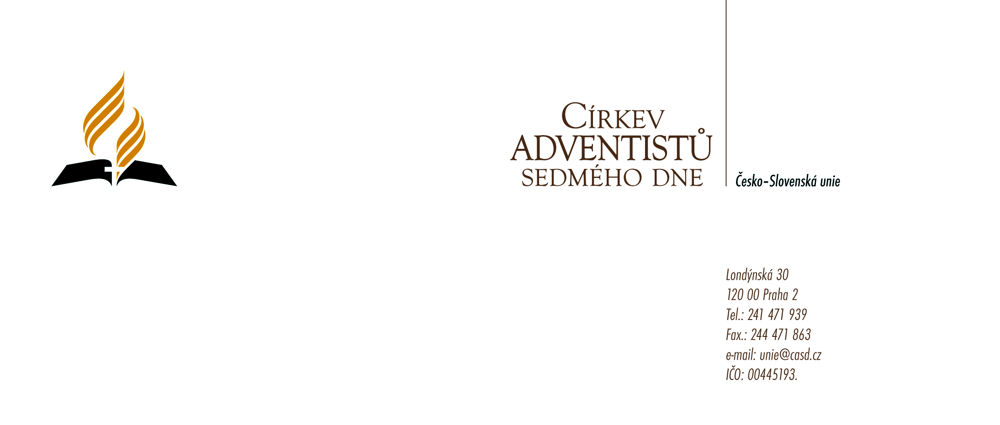 CÍRKEV
ADVENTISTŮ
SEDMÉHO DNE
Česko-Slovenská unie
Londýnská 30
120 00 Praha 2
Tel.: 241 471 939
Fax.: 244 471 863
e-mail: unie@casd.cz
IČO: 00445193.